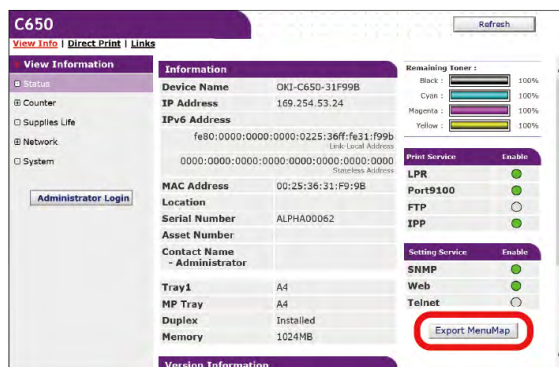 C650
Refresh
View Info | Direct Print | Links
View Information
Status
Counter
Supplies Life
Network
System
Administrator Login
Information
Device Name OKI-C650-31F99B
IP Address 169.254.53.24
IPv6 Address
fe80:0000:0000:0000:0225:36ff:fe31:f99b
Link-Local Address
0000:0000:0000:0000:0000:0000:0000:0000
Stateless Address
MAC Address 00:25:36:31:F9:9B
Location
Serial Number ALPHA00062
Asset Number
Contact Name
- Administrator
Tray1 A4
MP Tray A4
Duplex Installed
Memory 1024MB
Version Information
Remaining Toner :
Black : 100%
Cyan : 100%
Magenta : 100%
Yellow : 100%
Print Service Enable
LPR
Port9100
FTP
IPP
Setting Service Enable
SNMP
Web
Telnet
Export MenuMap